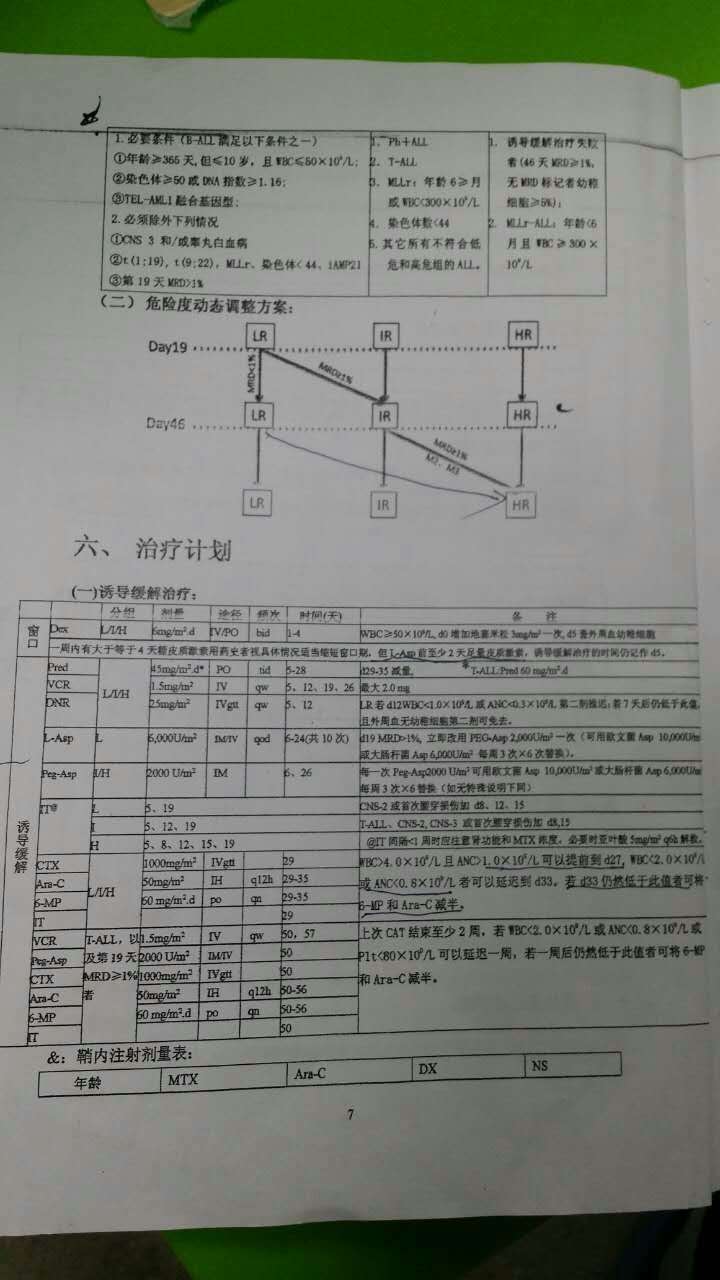 1. 必要条件（B-ALL 满足以下条件之一）
①年龄≥365 天,但≤10 岁，且 WBC≤50×10⁹/L;
②染色体≥50 或 DNA 指数≥1.16;
③TEL-AML1 融合基因型;
2. 必须除外下列情况
①CNS 3 和/或睾丸白血病
②t(1;19), t(9;22), MLLr、染色体< 44、iAMP21
③第 19 天 MRD>1%
1. Ph＋ALL
2. T-ALL
3. MLLr: 年龄 6≥月
或 WBC<300×10⁹/L
4. 染色体数<44
5. 其它所有不符合低
危和高危组的 ALL。
1. 诱导缓解治疗失败
者(46 天 MRD≥1%,
无 MRD 标记者幼稚
细胞≥5%);
2. MLLr-ALL: 年龄<6
月且 WBC ≥ 300 ×
10⁹/L
（二）危险度动态调整方案:
LR IR HR
Day19
MRD<1% MRD≥1%
LR IR HR
Day46
MRD≥1%
M2、M3
LR IR HR
六、 治疗计划
(一)诱导缓解治疗:
分组 剂量 途径 频次 时间(天) 备 注
窗口
Dex L/I/H 6mg/m².d IV/PO bid 1-4 WBC≥50×10⁹/L, d0 增加地塞米松 3mg/m² 一次, d5 查外周血幼稚细胞
一周内有大于等于 4 天糖皮质激素用药史者视具体情况适当缩短窗口期，但 L-Asp 前至少 2 天足量皮质激素，诱导缓解治疗的时间仍记作 d5.
诱导缓解
Pred L/I/H 45mg/m².d* PO tid 5-28 d29-35 减量, *T-ALL:Pred 60 mg/m².d
VCR 1.5mg/m² IV qw 5、12、19、26 最大 2.0 mg
DNR 25mg/m² IVgtt qw 5、12 LR 若 d12WBC<1.0×10⁹/L 或 ANC<0.3×10⁹/L 第二剂推迟; 若 7 天后仍低于此值,
且外周血无幼稚细胞第二剂可免去。
L-Asp L 6,000U/m² IM/IV qod 6-24(共 10 次) d19 MRD>1%, 立即改用 PEG-Asp 2,000U/m² 一次（可用欧文菌 Asp 10,000U/m²
或大肠杆菌 Asp 6,000U/m² 每周 3 次×6 次替换）。
Peg-Asp I/H 2000 U/m² IM 6、26 每一次 Peg-Asp2000 U/m² 可用欧文菌 Asp 10,000U/m² 或大肠杆菌 Asp 6,000U/m²
每周 3 次×6 替换（如无特殊说明下同）
IT@ L 5、19 CNS-2 或首次腰穿损伤加 d8、12、15
I 5、12、19 T-ALL、CNS-2, CNS-3 或首次腰穿损伤加 d8,15
H 5、8、12、15、19 @IT 间隔<1 周时应注意肾功能和 MTX 浓度，必要时亚叶酸 5mg/m² q6h 解救。
CTX L/I/H 1000mg/m² IVgtt 29 WBC>4.0×10⁹/L 且 ANC>1.0×10⁹/L 可以提前到 d27, WBC<2.0×10⁹/L
Ara-C 50mg/m² IH q12h 29-35 或 ANC<0.8×10⁹/L 者可以延迟到 d33。若 d33 仍然低于此值者可将
6-MP 60 mg/m².d po qn 29-35 6-MP 和 Ara-C 减半。
IT 29
VCR T-ALL，以 1.5mg/m² IV qw 50、57 上次 CAT 结束至少 2 周，若 WBC<2.0×10⁹/L 或 ANC<0.8×10⁹/L 或
Peg-Asp 及第 19 天 2000 U/m² IM/IV 50 Plt<80×10⁹/L 可以延迟一周，若一周后仍然低于此值者可将 6-MP
CTX MRD≥1% 1000mg/m² IVgtt 50 和 Ara-C 减半。
Ara-C 者 50mg/m² IH q12h 50-56
6-MP 60 mg/m².d po qn 50-56
IT 50
&: 鞘内注射剂量表:
年龄 MTX Ara-C DX NS
7